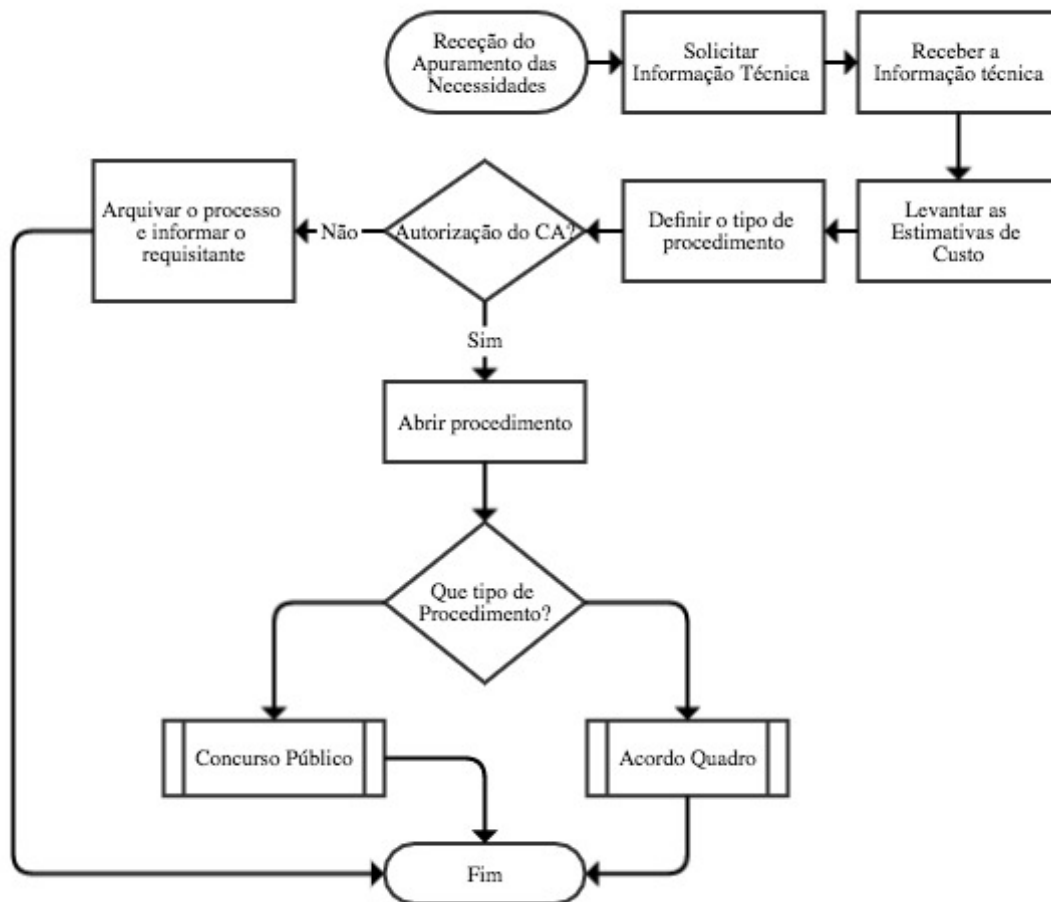 Receção do
Apuramento das
Necessidades
Solicitar
Informação Técnica
Receber a
Informação técnica
Levantar as
Estimativas de
Custo
Definir o tipo de
procedimento
Autorização do CA?
Não
Arquivar o processo
e informar o
requisitante
Sim
Abrir procedimento
Que tipo de
Procedimento?
Concurso Público
Acordo Quadro
Fim